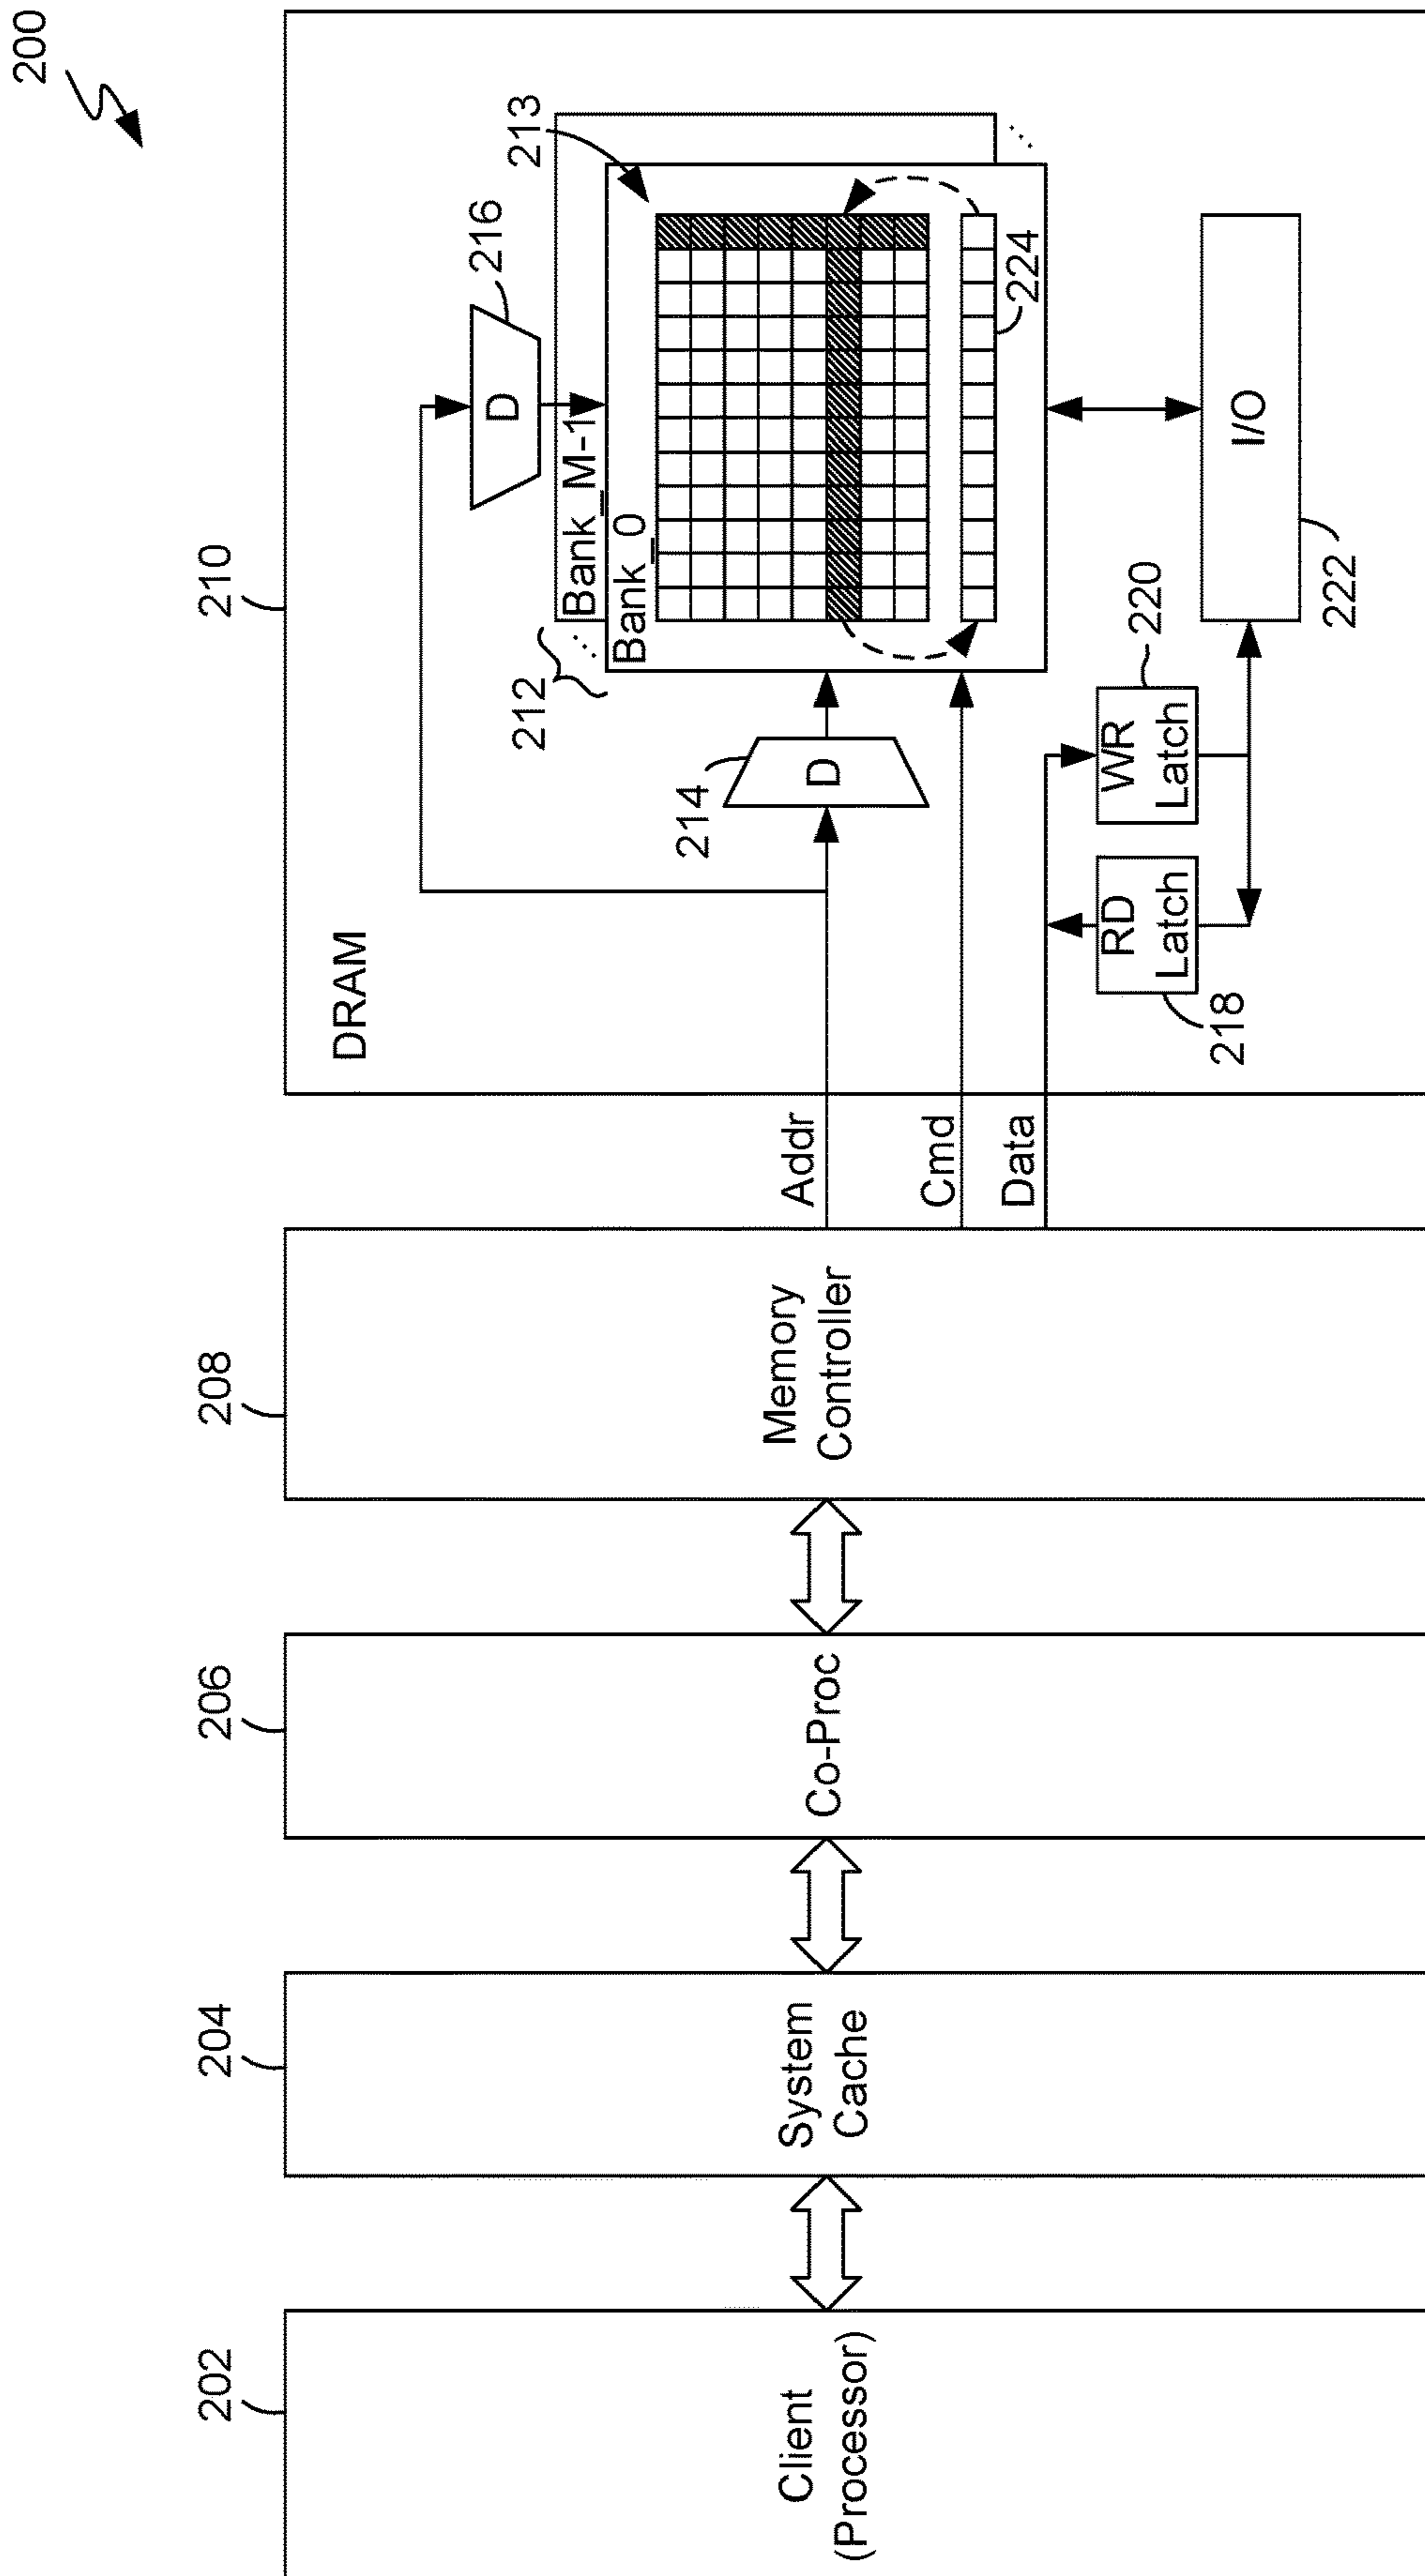 200
202
Client
(Processor)
204
System
Cache
206
Co-Proc
208
Memory
Controller
Addr
Cmd
Data
210
DRAM
212
Bank_M-1
Bank_0
213
214
D
216
D
224
RD
Latch
218
WR
Latch
220
I/O
222